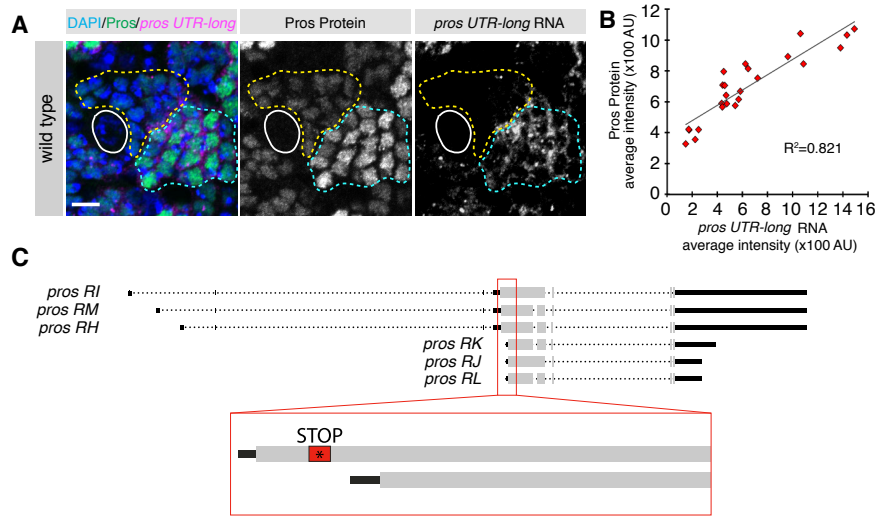 A
DAPI/Pros/pros UTR-long
Pros Protein
pros UTR-long RNA
wild type
B
Pros Protein
average intensity (x100 AU)
12
10
8
6
4
2
0
R²=0.821
0 2 4 6 8 10 12 14 16
pros UTR-long RNA
average intensity (x100 AU)
C
pros RI
pros RM
pros RH
pros RK
pros RJ
pros RL
STOP
*